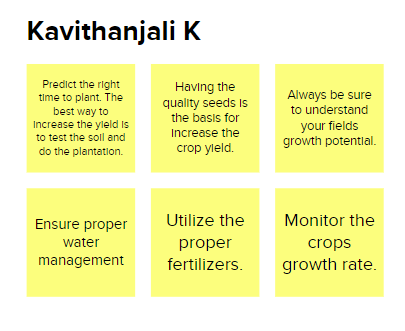 Kavithanjali K
Predict the right
time to plant. The
best way to
increase the yield is
to test the soil and
do the plantation.
Having the
quality seeds is
the basis for
increase the
crop yield.
Always be sure
to understand
your fields
growth potential.
Ensure proper
water
management
Utilize the
proper
fertilizers.
Monitor the
crops
growth rate.